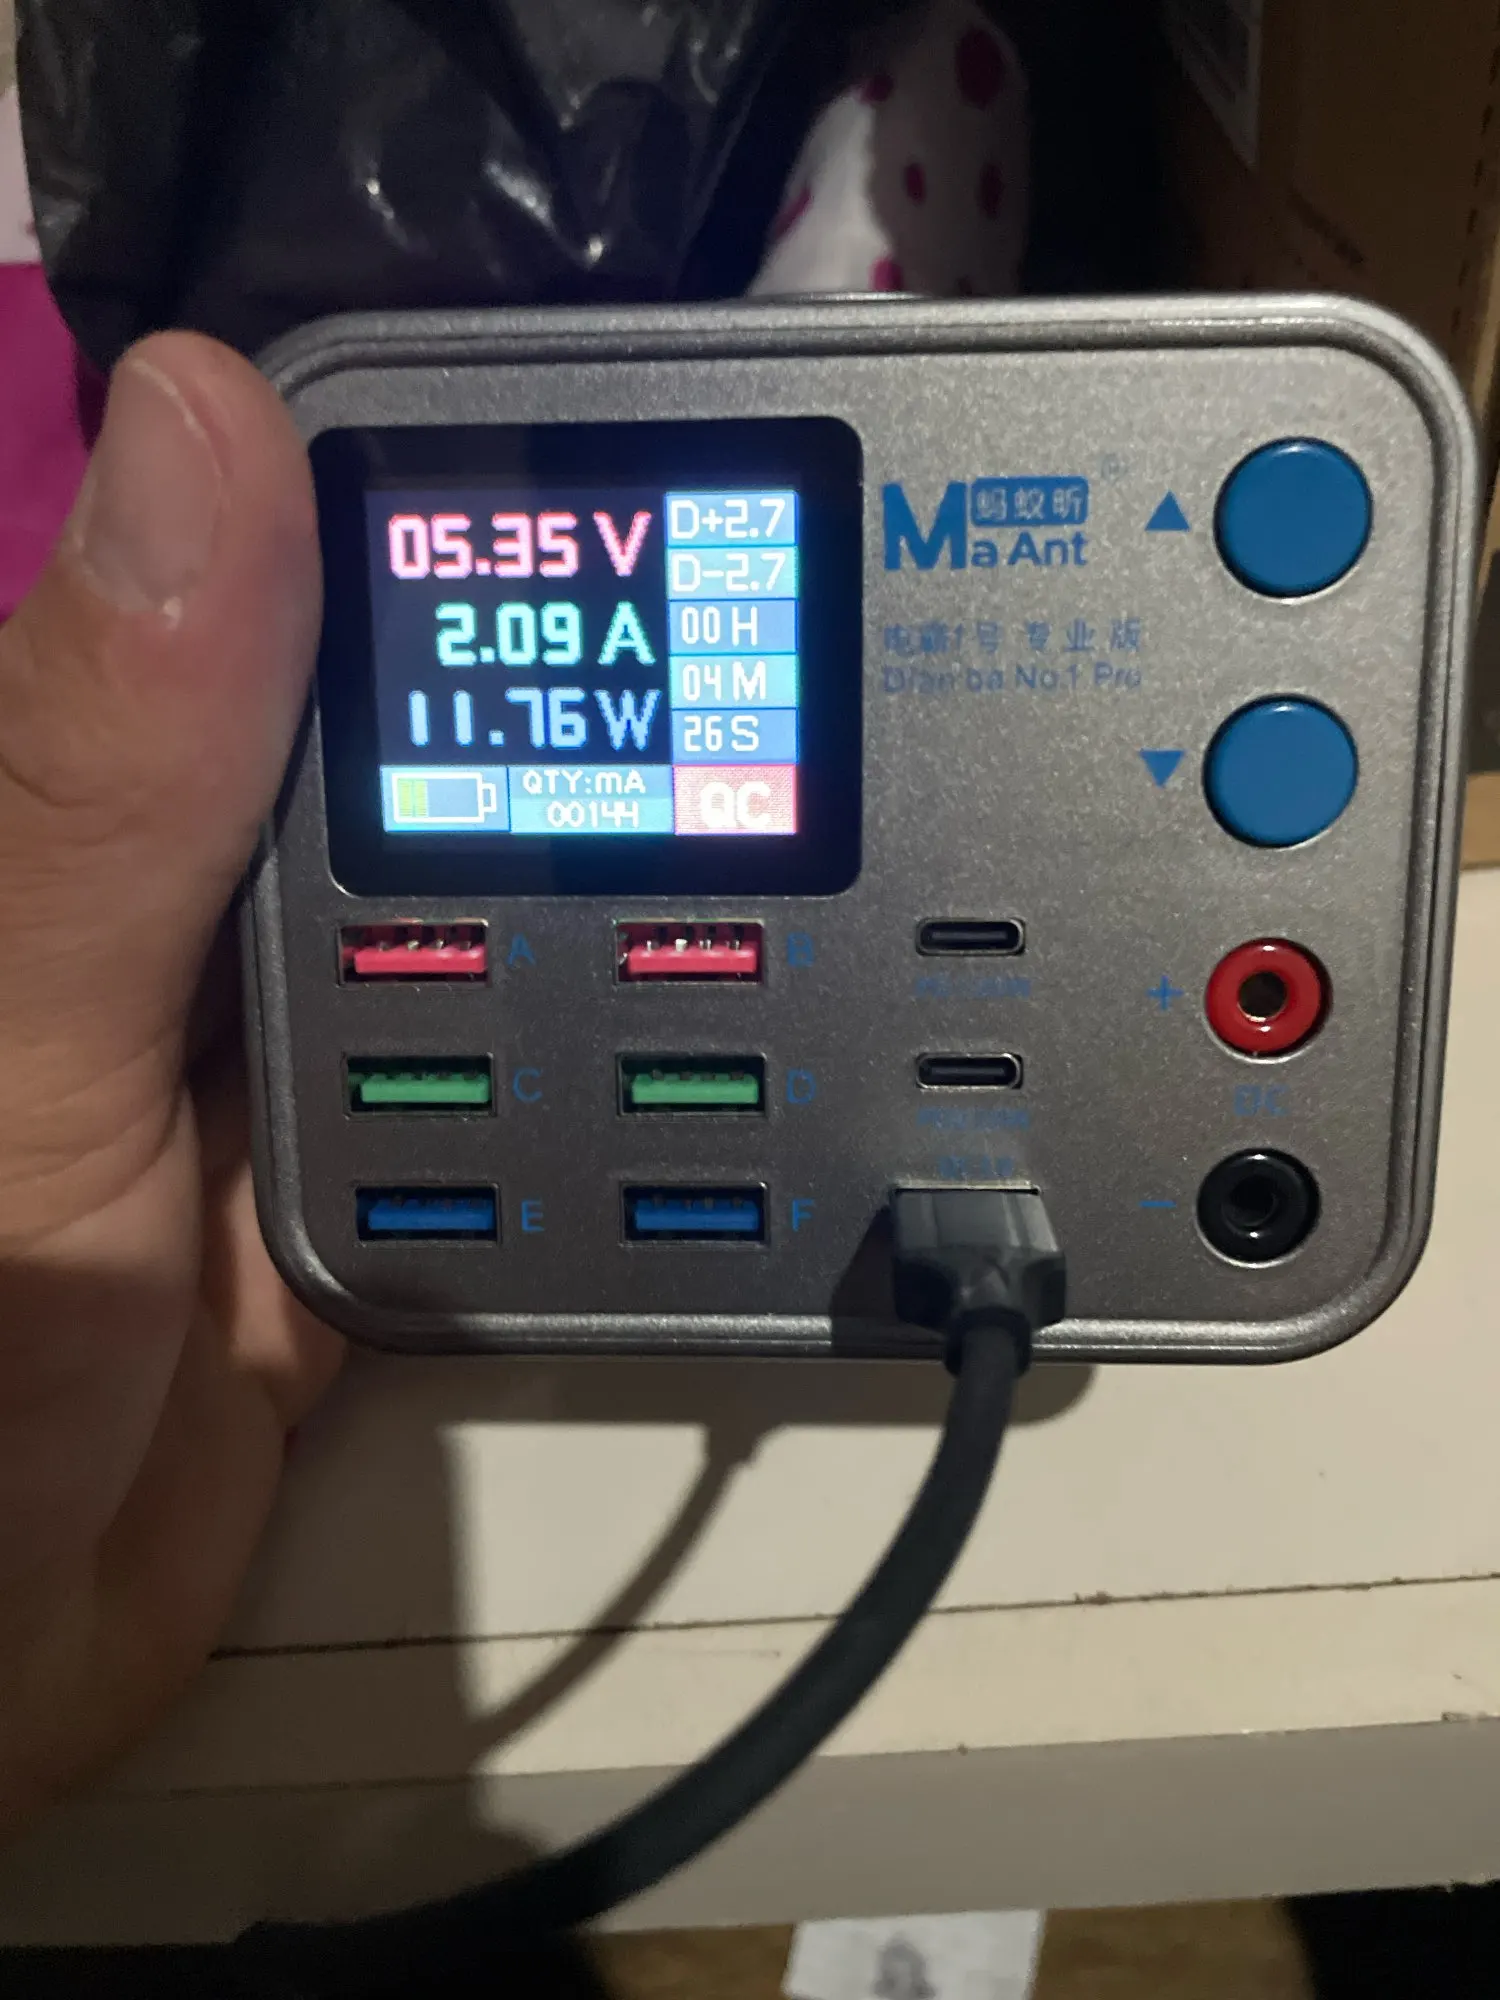 05.35 V
2.09 A
11.76 W
D+2.7
D-2.7
00 H
04 M
26 S
QTY:mA
00144
QC
蚂蚁昕
Ma Ant
电霸1号 专业版
Dian ba No.1 Pro
A
B
C
D
E
F
+
DC
−